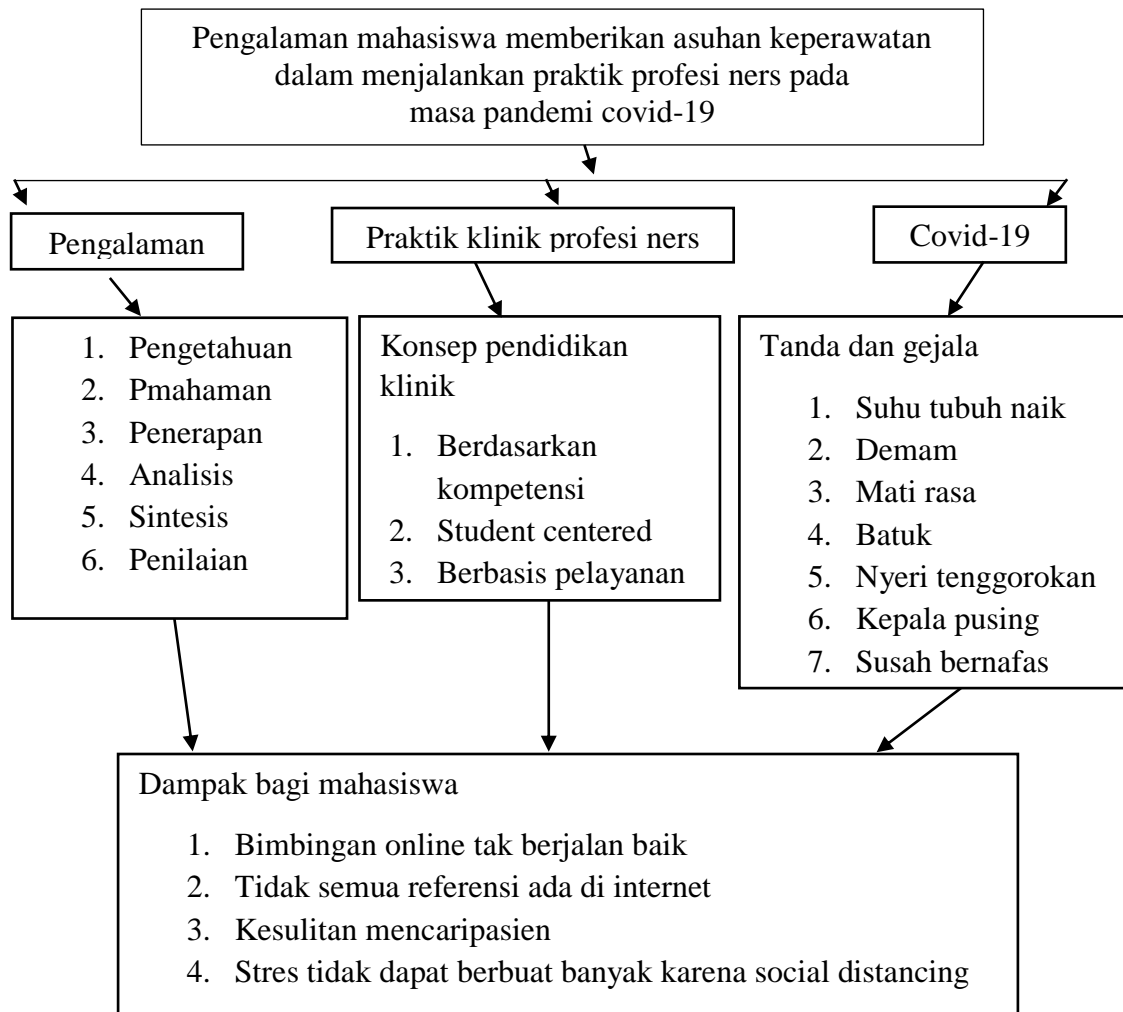 Pengalaman mahasiswa memberikan asuhan keperawatan
dalam menjalankan praktik profesi ners pada
masa pandemi covid-19
Pengalaman
Praktik klinik profesi ners
Covid-19
1. Pengetahuan
2. Pmahaman
3. Penerapan
4. Analisis
5. Sintesis
6. Penilaian
Konsep pendidikan
klinik
1. Berdasarkan
kompetensi
2. Student centered
3. Berbasis pelayanan
Tanda dan gejala
1. Suhu tubuh naik
2. Demam
3. Mati rasa
4. Batuk
5. Nyeri tenggorokan
6. Kepala pusing
7. Susah bernafas
Dampak bagi mahasiswa
1. Bimbingan online tak berjalan baik
2. Tidak semua referensi ada di internet
3. Kesulitan mencaripasien
4. Stres tidak dapat berbuat banyak karena social distancing